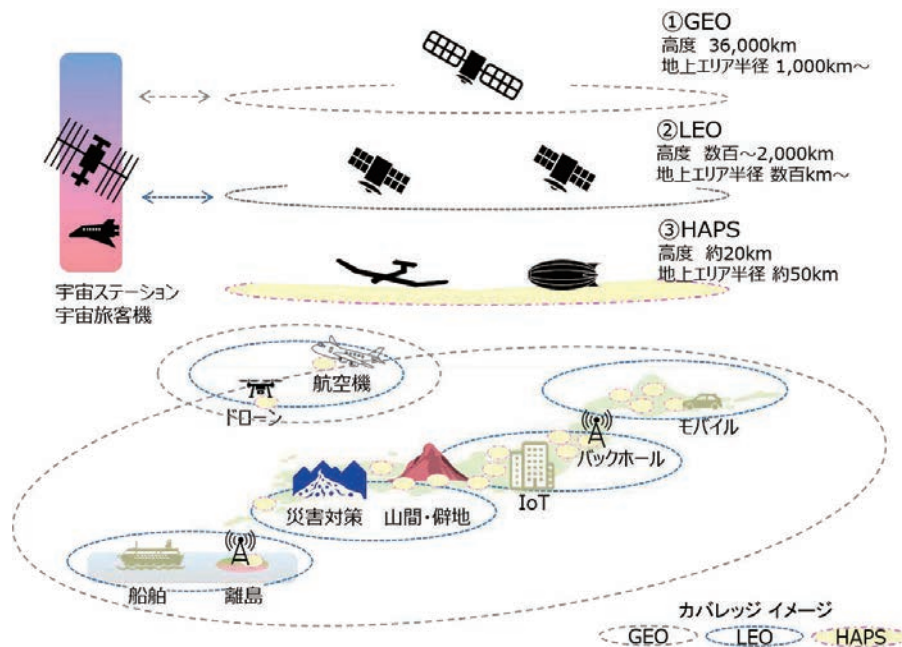 ①GEO
高度 36,000km
地上エリア半径 1,000km～
②LEO
高度 数百～2,000km
地上エリア半径 数百km～
③HAPS
高度 約20km
地上エリア半径 約50km
宇宙ステーション
宇宙旅客機
航空機
ドローン
モバイル
バックホール
IoT
災害対策
山間・僻地
船舶
離島
カバレッジ イメージ
GEO
LEO
HAPS